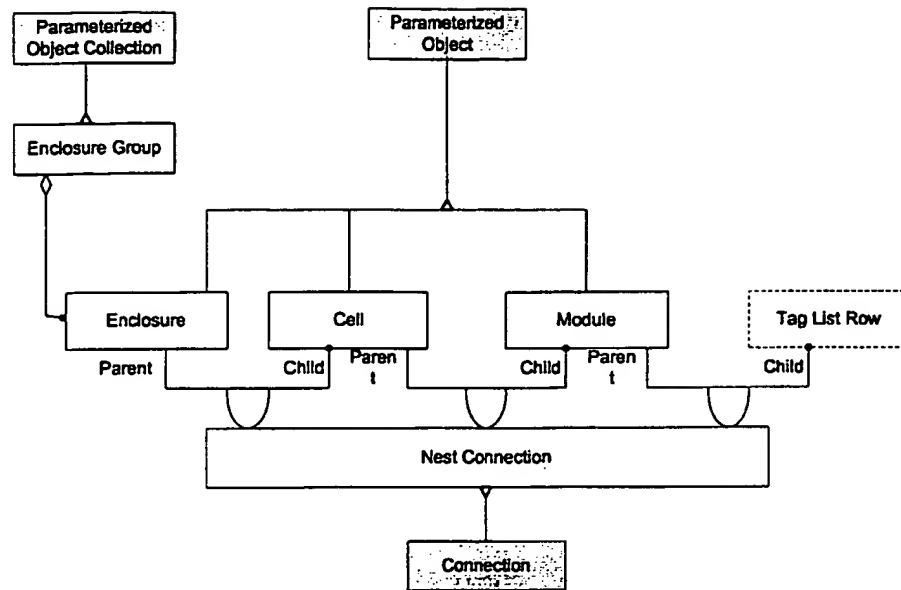 Parameterized
Object Collection
Parameterized
Object
Enclosure Group
Enclosure
Cell
Module
Tag List Row
Parent
Child
Paren
t
Child
Paren
t
Child
Nest Connection
Connection